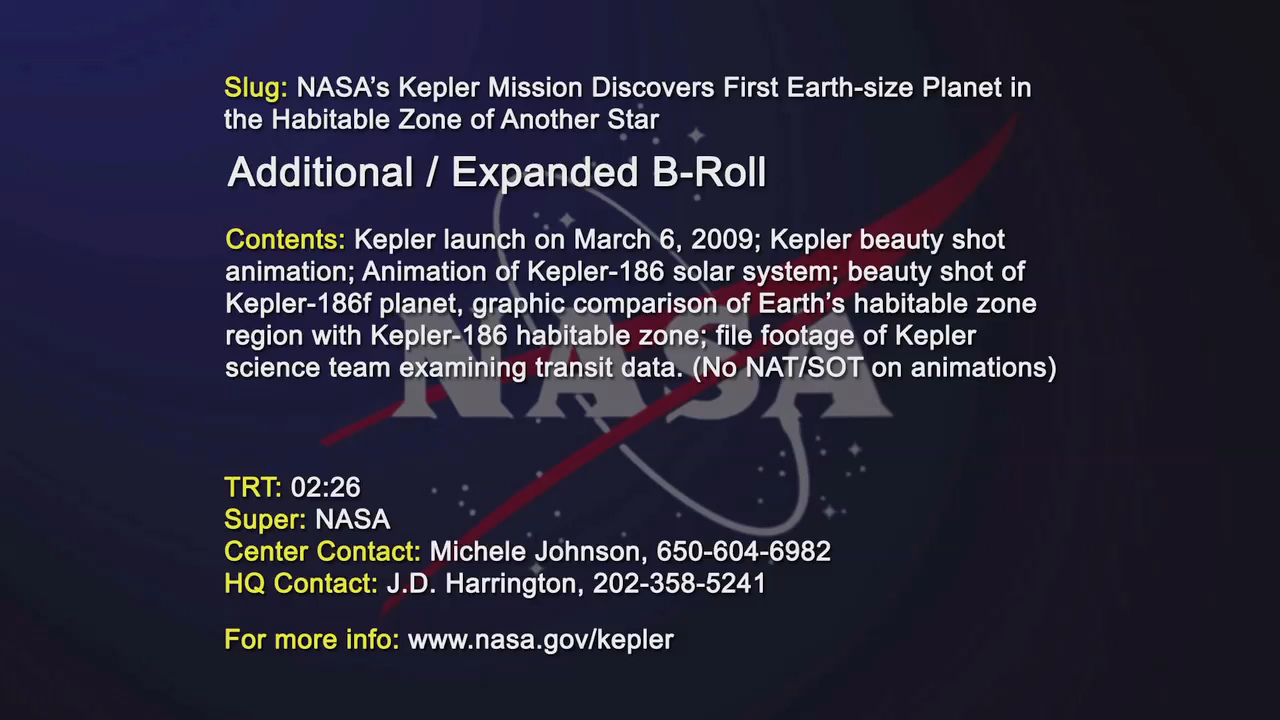 Slug: NASA’s Kepler Mission Discovers First Earth-size Planet in
the Habitable Zone of Another Star
Additional / Expanded B-Roll
Contents: Kepler launch on March 6, 2009; Kepler beauty shot
animation; Animation of Kepler-186 solar system; beauty shot of
Kepler-186f planet, graphic comparison of Earth’s habitable zone
region with Kepler-186 habitable zone; file footage of Kepler
science team examining transit data. (No NAT/SOT on animations)
NASA
TRT: 02:26
Super: NASA
Center Contact: Michele Johnson, 650-604-6982
HQ Contact: J.D. Harrington, 202-358-5241
For more info: www.nasa.gov/kepler